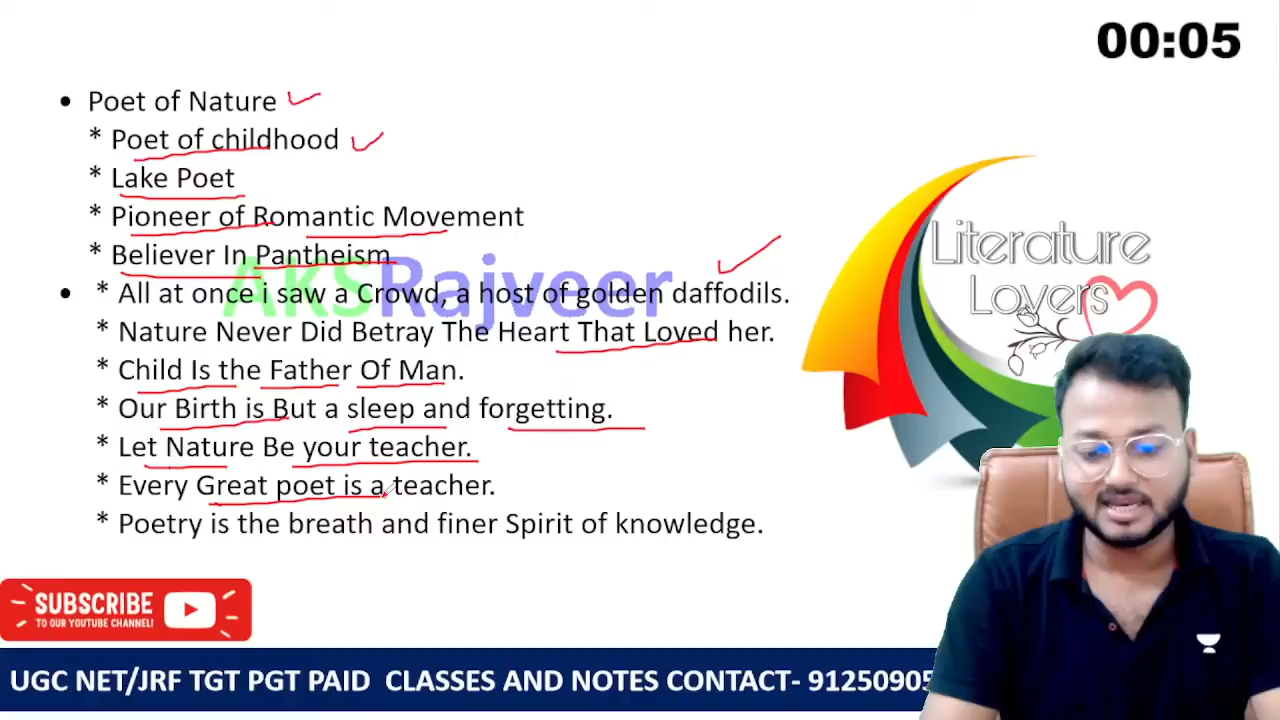 00:05
• Poet of Nature
* Poet of childhood
* Lake Poet
* Pioneer of Romantic Movement
* Believer In Pantheism
AKSRajveer
• * All at once i saw a Crowd, a host of golden daffodils.
* Nature Never Did Betray The Heart That Loved her.
* Child Is the Father Of Man.
* Our Birth is But a sleep and forgetting.
* Let Nature Be your teacher.
* Every Great poet is a teacher.
* Poetry is the breath and finer Spirit of knowledge.
Literature
Lovers
SUBSCRIBE
TO OUR YOUTUBE CHANNEL!
UGC NET/JRF TGT PGT PAID CLASSES AND NOTES CONTACT- 9125090